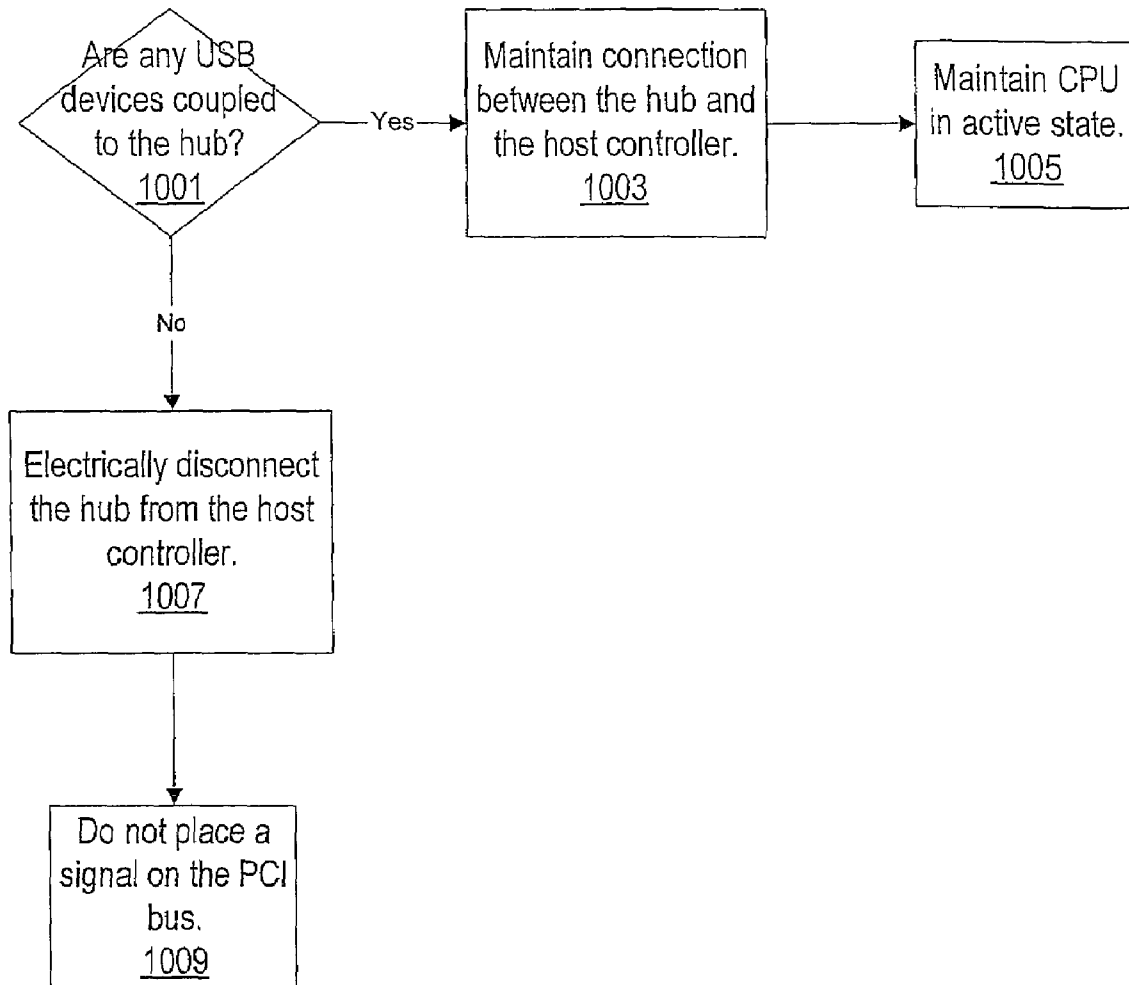 Are any USB
devices coupled
to the hub?
1001
Yes
Maintain connection
between the hub and
the host controller.
1003
Maintain CPU
in active state.
1005
No
Electrically disconnect
the hub from the host
controller.
1007
Do not place a
signal on the PCI
bus.
1009